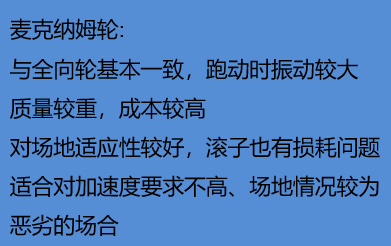 麦克纳姆轮:
与全向轮基本一致，跑动时振动较大
质量较重，成本较高
对场地适应性较好，滚子也有损耗问题
适合对加速度要求不高、场地情况较为
恶劣的场合